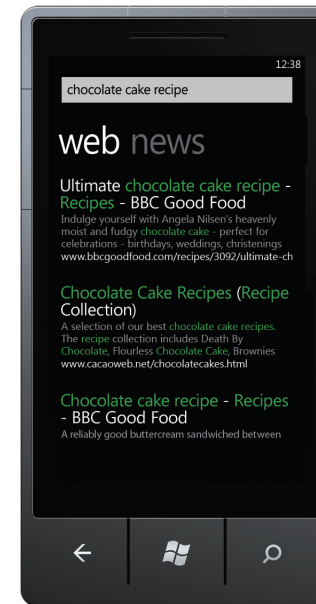 12:38
chocolate cake recipe
web news
Ultimate chocolate cake recipe -
Recipes - BBC Good Food
Indulge yourself with Angela Nilsen's heavenly
moist and fudgy chocolate cake - perfect for
celebrations - birthdays, weddings, christenings
www.bbcgoodfood.com/recipes/3092/ultimate-ch
Chocolate Cake Recipes (Recipe
Collection)
A selection of our best chocolate cake recipes.
The recipe collection includes Death By
Chocolate, Flourless Chocolate Cake, Brownies
www.cacaoweb.net/chocolatecakes.html
Chocolate cake recipe - Recipes
- BBC Good Food
A reliably good buttercream sandwiched between